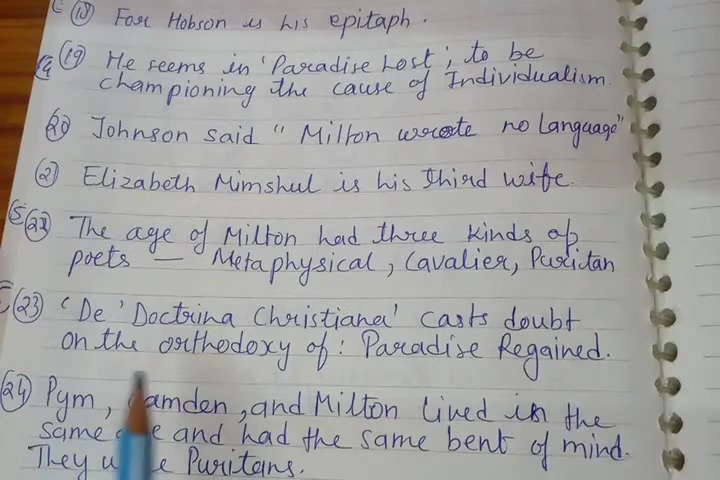 (18) For Hobson is his epitaph.
(19) He seems in 'Paradise Lost', to be
championing the cause of Individualism.
(20) Johnson said "Milton wrote no language"
(21) Elizabeth Mimshul is his third wife.
(22) The age of Milton had three kinds of
poets — Metaphysical, Cavalier, Puritan
(23) 'De 'Doctrina Christiana' casts doubt
on the orthodoxy of : Paradise Regained.
(24) Pym, and Milton lived in the
same and had the same bent of mind.
They Puritans.